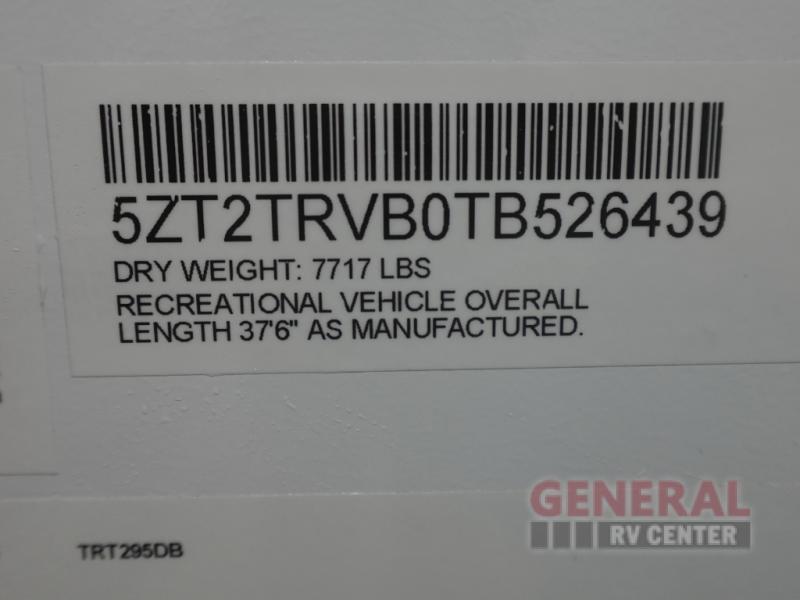 5ZT2TRVB0TB526439
DRY WEIGHT: 7717 LBS
RECREATIONAL VEHICLE OVERALL
LENGTH 37'6" AS MANUFACTURED.
GENERAL
RV CENTER
TRT295DB